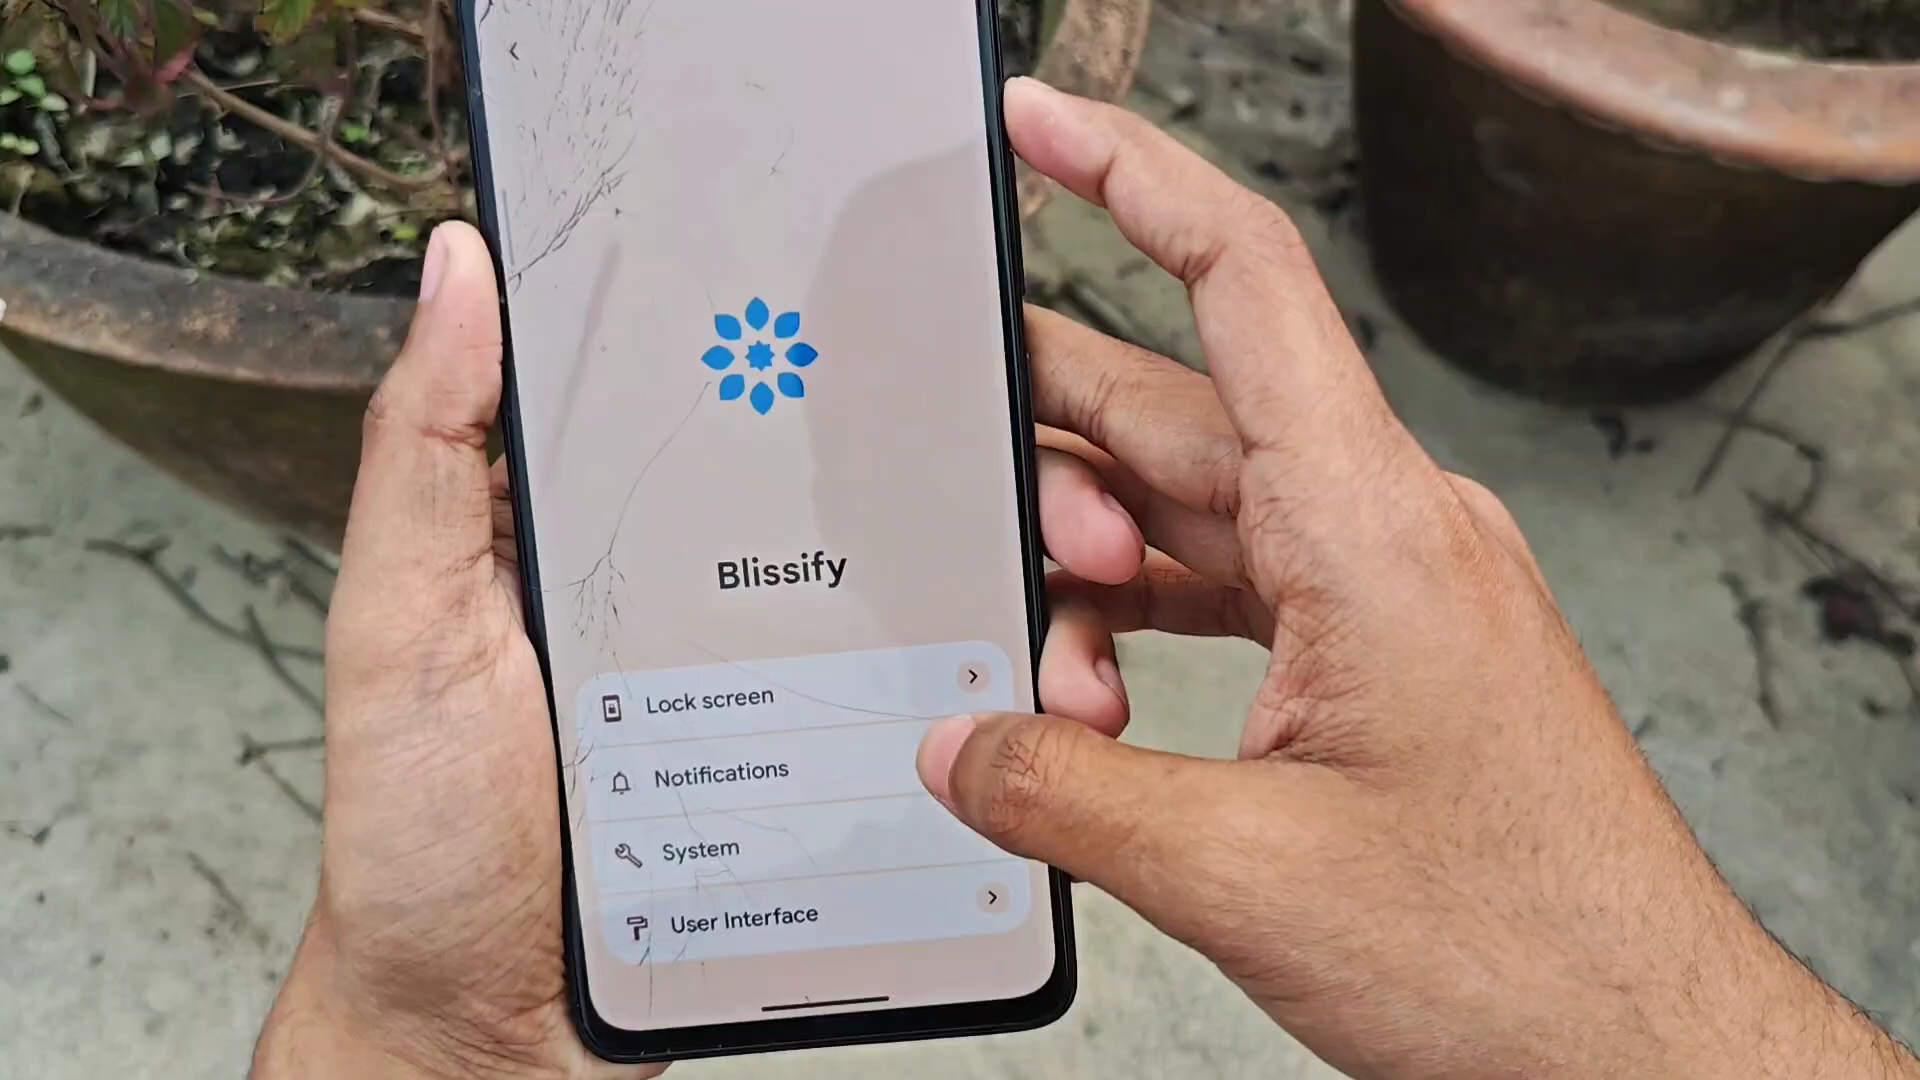 Blissify
Lock screen
Notifications
System
User Interface